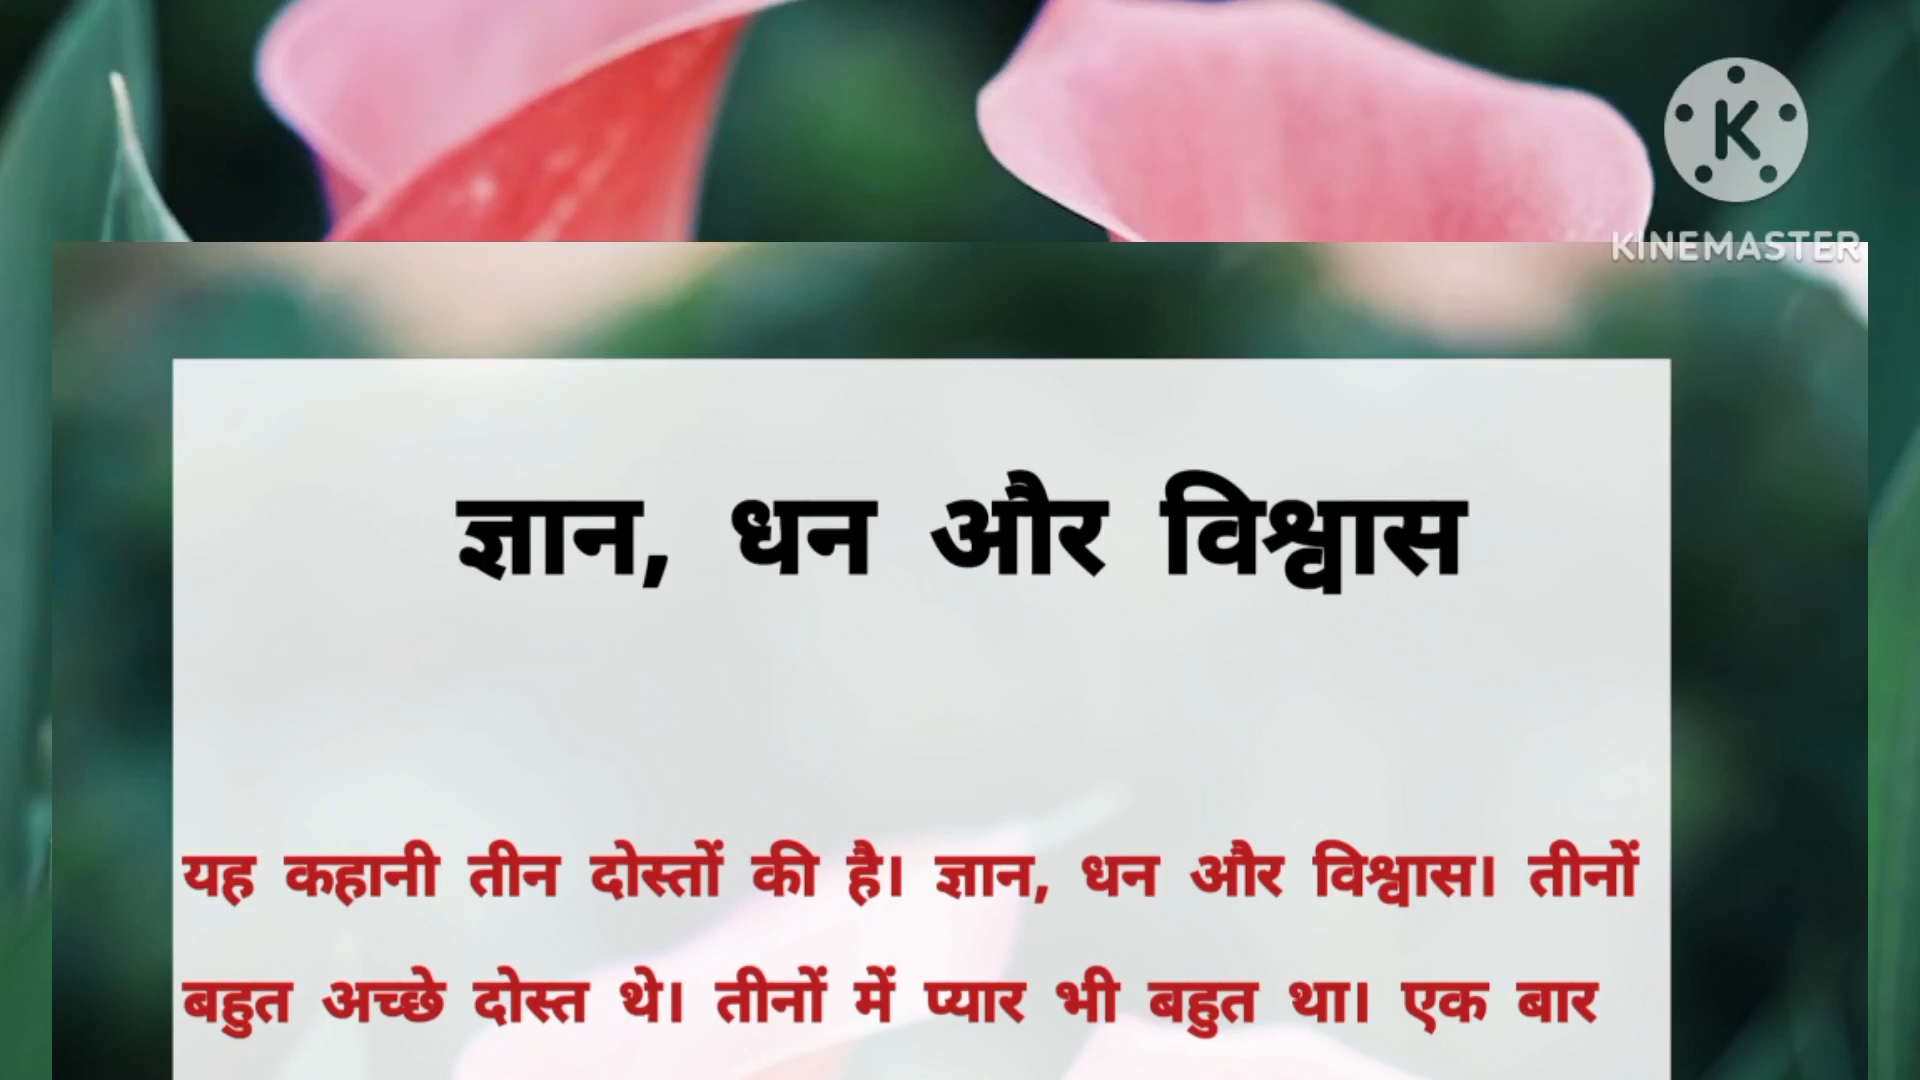 K
KINEMASTER
ज्ञान, धन और विश्वास
यह कहानी तीन दोस्तों की है। ज्ञान, धन और विश्वास। तीनों
बहुत अच्छे दोस्त थे। तीनों में प्यार भी बहुत था। एक बार